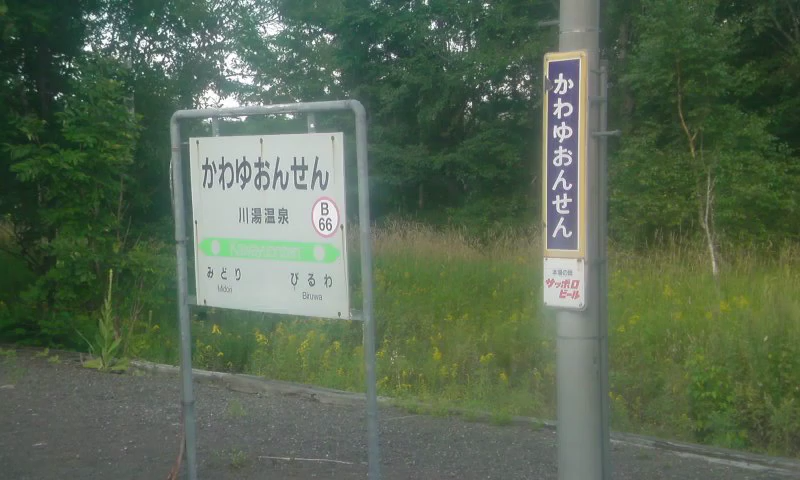 かわゆおんせん
川湯温泉
B
66
Kawayuonsen
みどり
Midori
びるわ
Biruwa
かわゆおんせん
本場の味
サッポロ
ビール